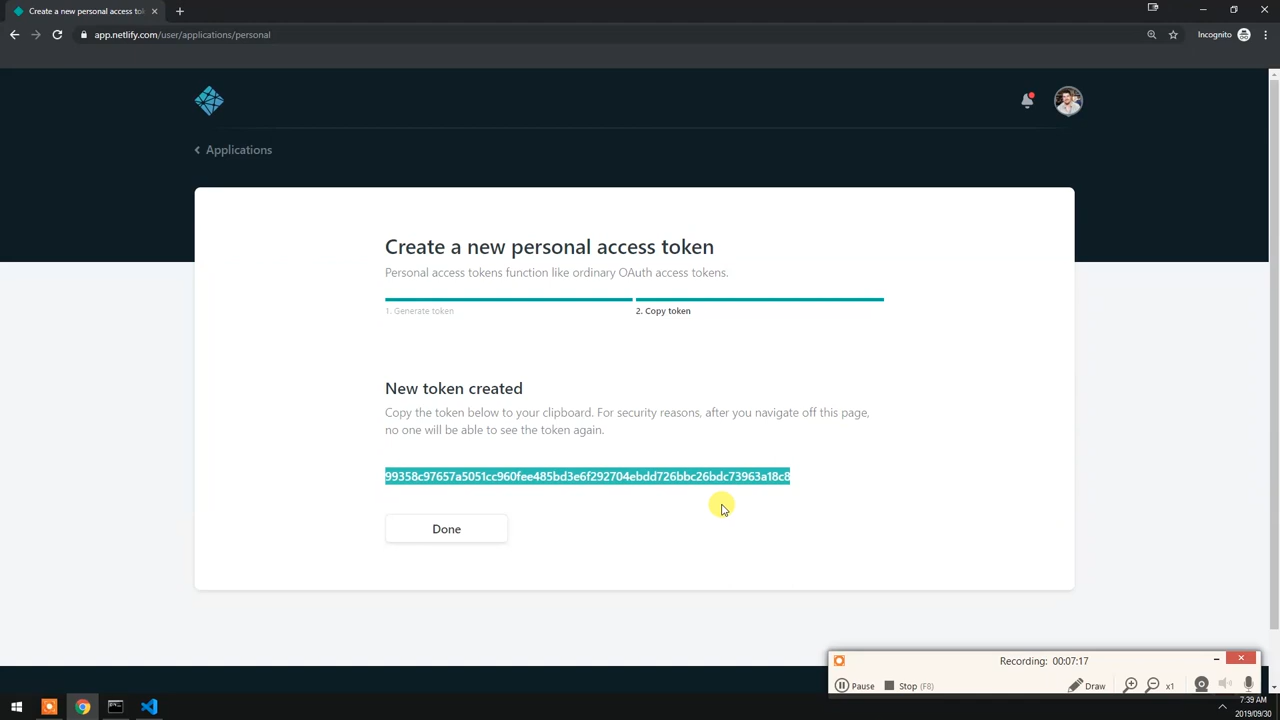 Create a new personal access tok
app.netlify.com/user/applications/personal
Incognito
Applications
Create a new personal access token
Personal access tokens function like ordinary OAuth access tokens.
1. Generate token
2. Copy token
New token created
Copy the token below to your clipboard. For security reasons, after you navigate off this page,
no one will be able to see the token again.
99358c97657a5051cc960fee485bd3e6f292704ebdd726bbc26bdc73963a18c8
Done
Recording: 00:07:17
Pause
Stop (F8)
Draw
x1
7:39 AM
2019/09/30